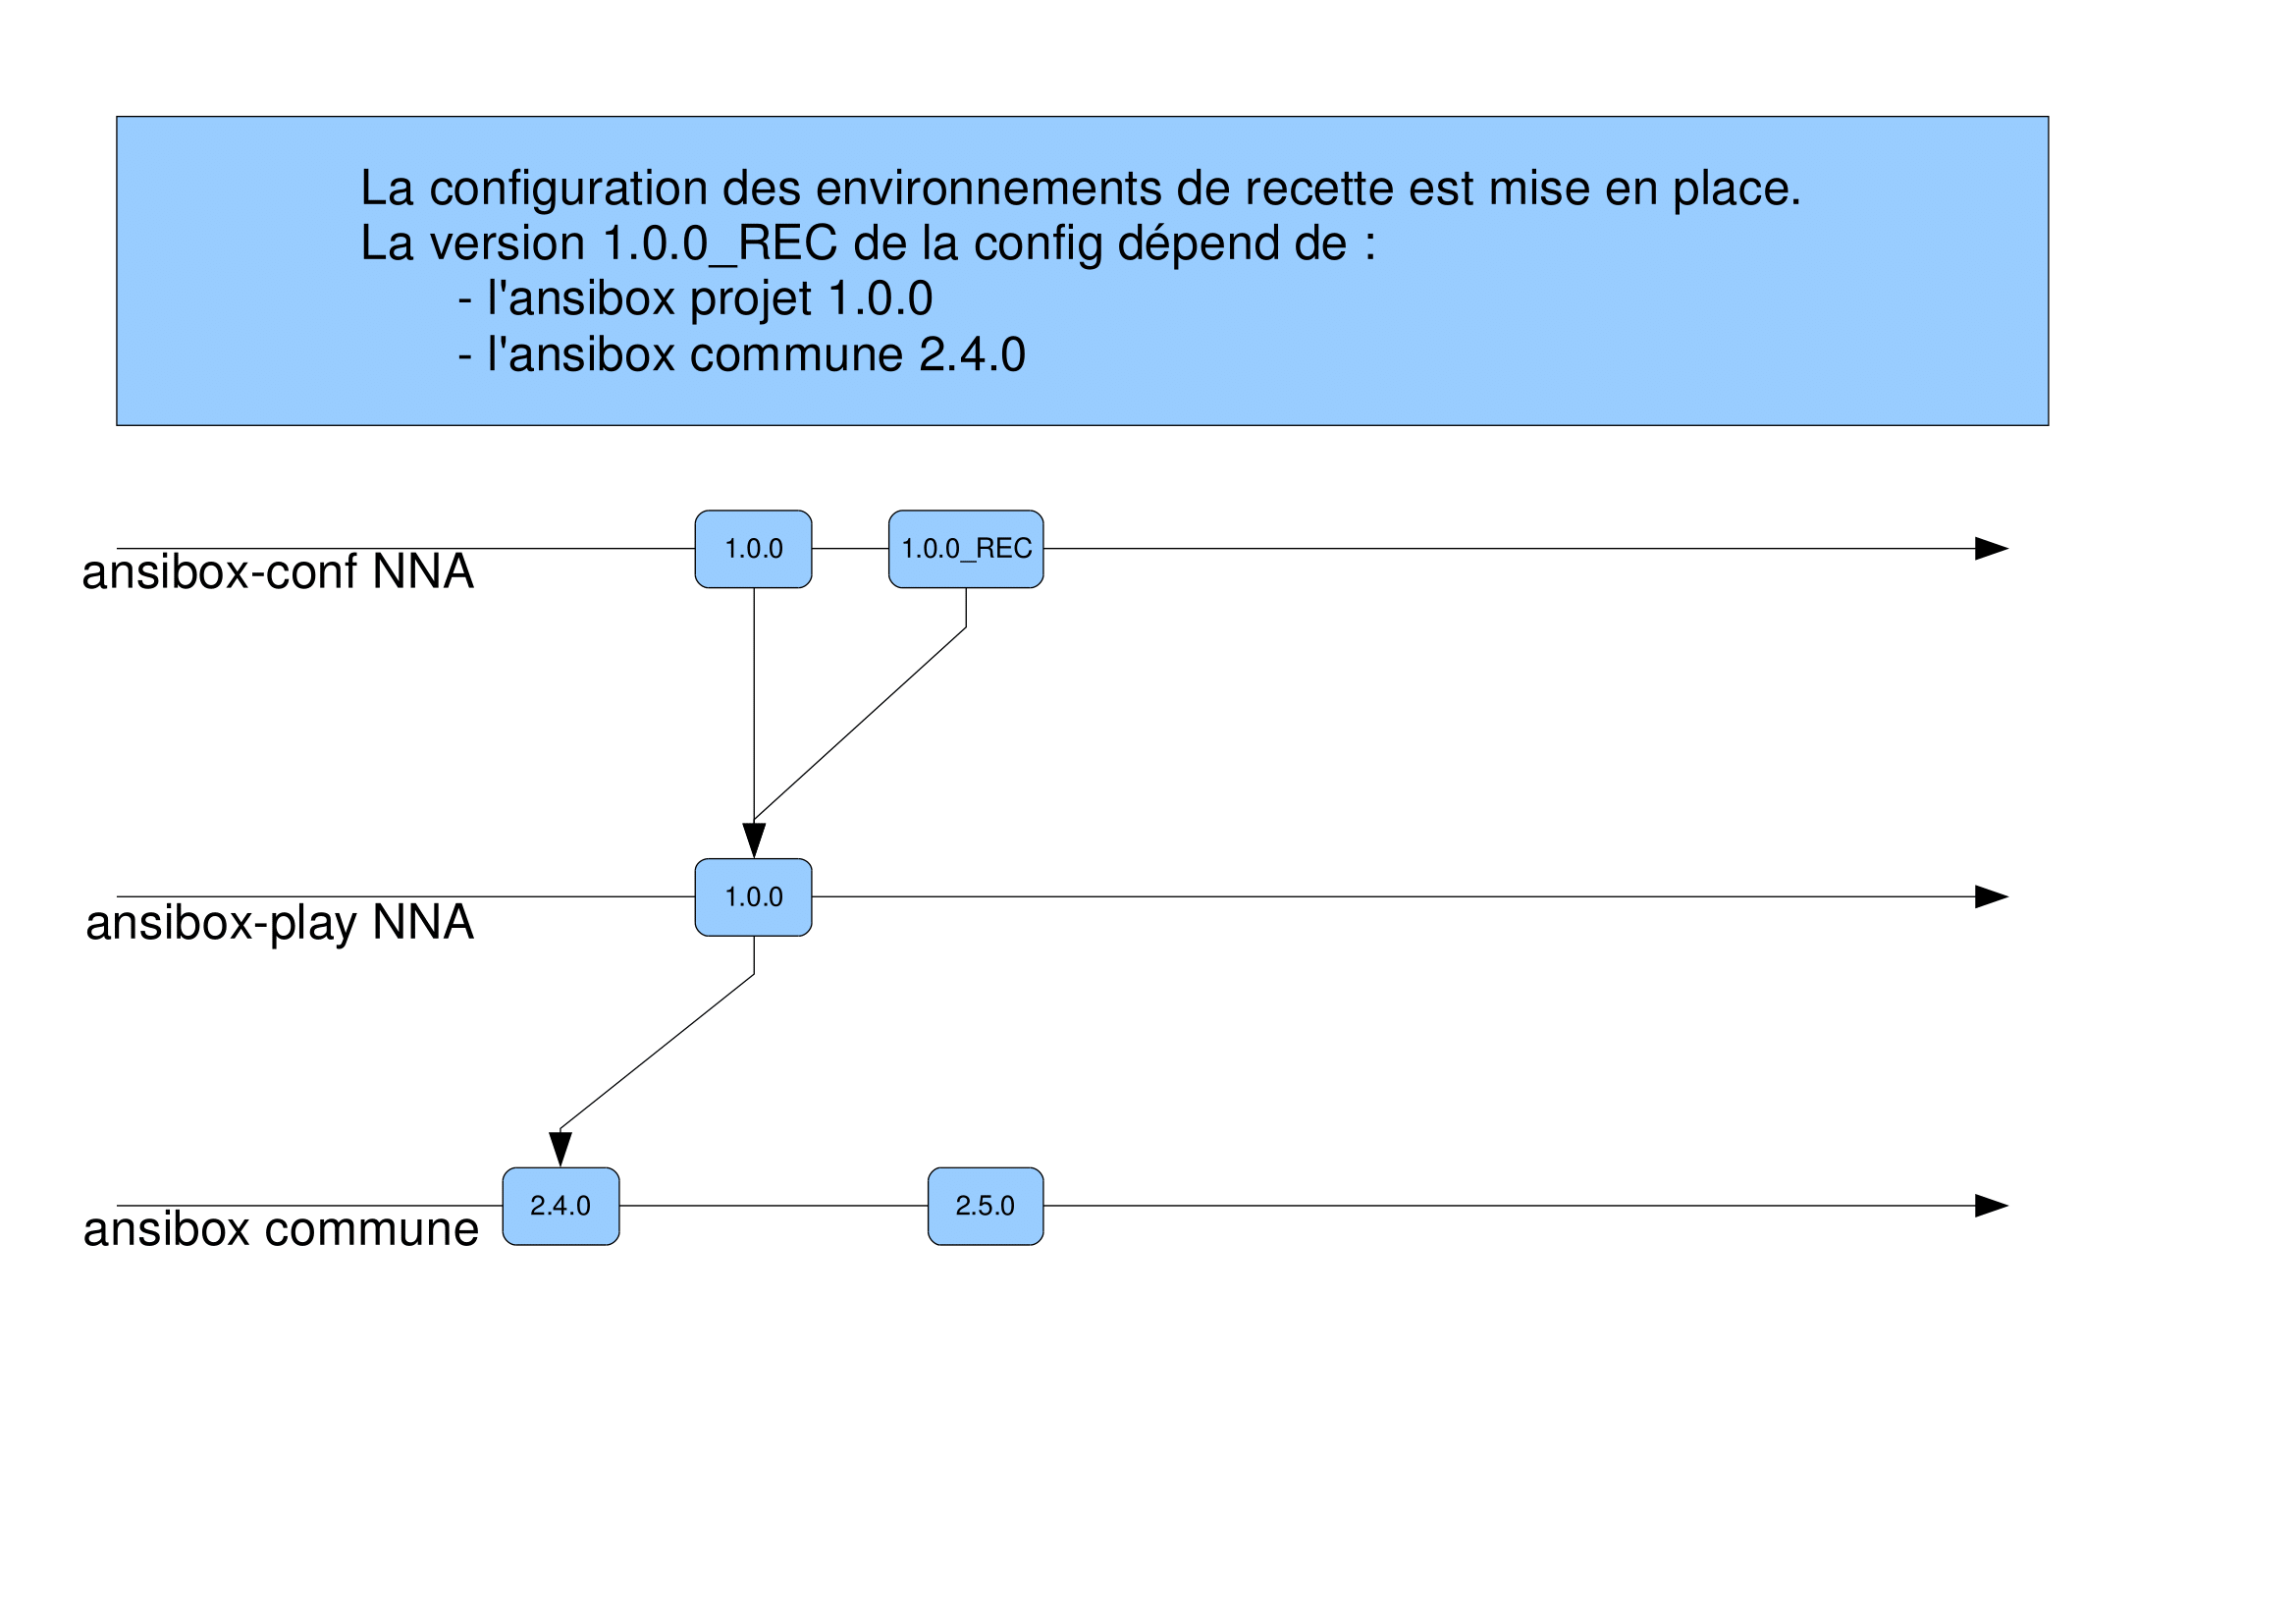 La configuration des environnements de recette est mise en place.
La version 1.0.0_REC de la config dépend de :
- l'ansibox projet 1.0.0
- l'ansibox commune 2.4.0
1.0.0
1.0.0_REC
ansibox-conf NNA
1.0.0
ansibox-play NNA
2.4.0
2.5.0
ansibox commune